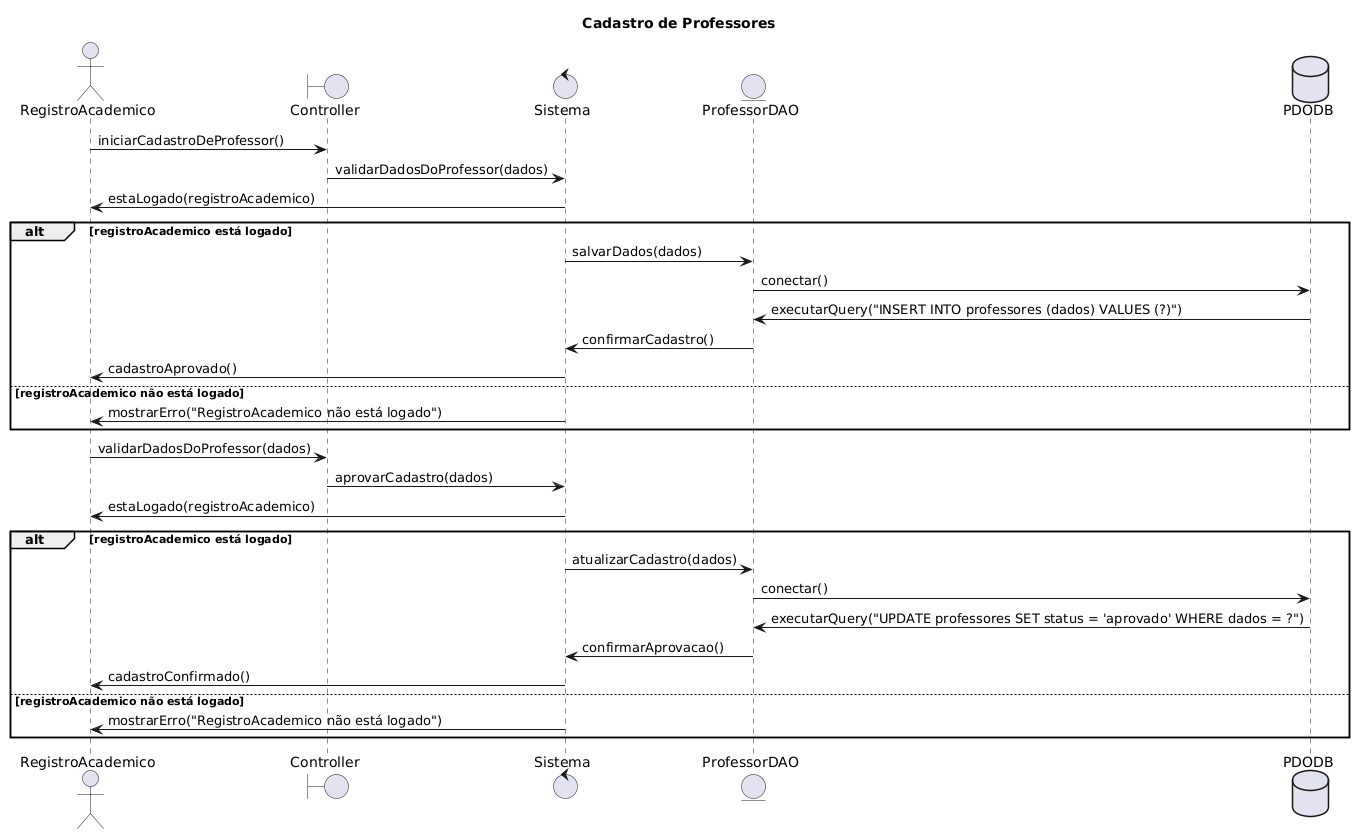 Cadastro de Professores
RegistroAcademico
Controller
Sistema
ProfessorDAO
PDODB
iniciarCadastroDeProfessor()
validarDadosDoProfessor(dados)
estaLogado(registroAcademico)
alt [registroAcademico está logado]
salvarDados(dados)
conectar()
executarQuery("INSERT INTO professores (dados) VALUES (?)")
confirmarCadastro()
cadastroAprovado()
[registroAcademico não está logado]
mostrarErro("RegistroAcademico não está logado")
validarDadosDoProfessor(dados)
aprovarCadastro(dados)
estaLogado(registroAcademico)
alt [registroAcademico está logado]
atualizarCadastro(dados)
conectar()
executarQuery("UPDATE professores SET status = 'aprovado' WHERE dados = ?")
confirmarAprovacao()
cadastroConfirmado()
[registroAcademico não está logado]
mostrarErro("RegistroAcademico não está logado")
RegistroAcademico
Controller
Sistema
ProfessorDAO
PDODB